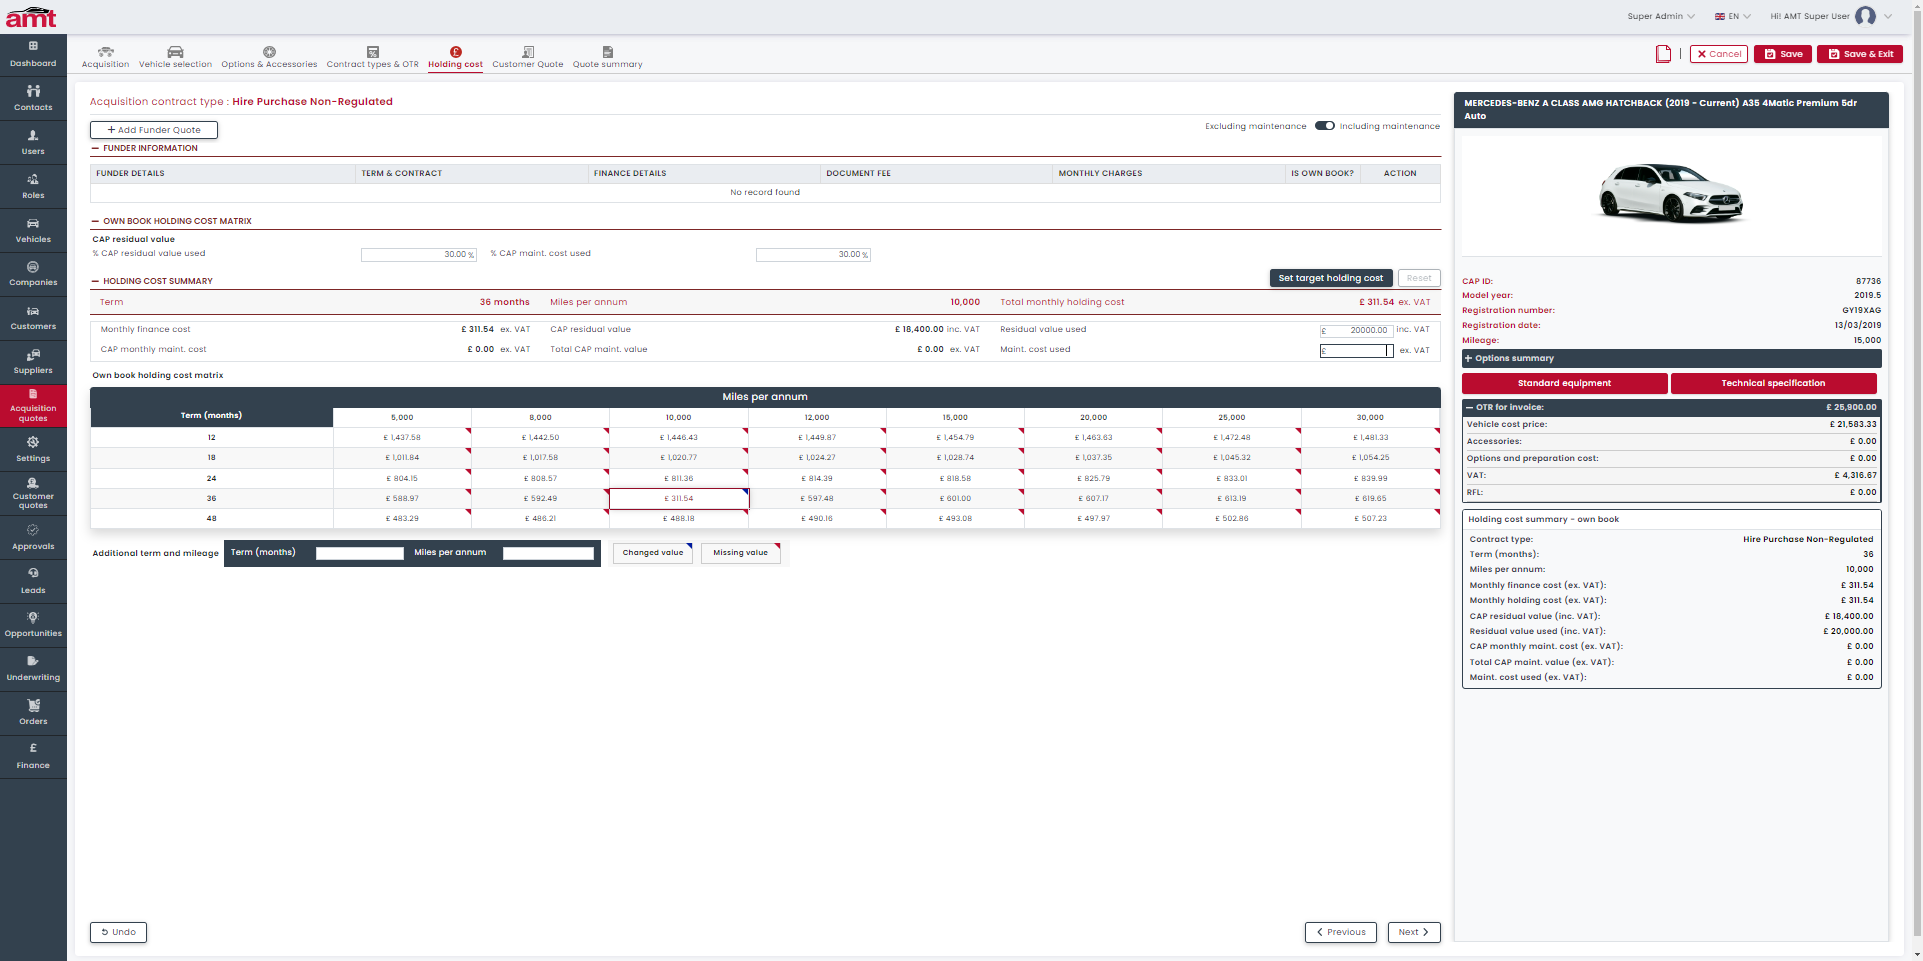 amt
Super Admin
EN
Hi! AMT Super User
Dashboard
Contacts
Users
Roles
Vehicles
Companies
Customers
Suppliers
Acquisition
quotes
Settings
Customer
quotes
Approvals
Leads
Opportunities
Underwriting
Orders
£
Finance
Acquisition
Vehicle selection
Options & Accessories
Contract types & OTR
Holding cost
Customer Quote
Quote summary
Cancel
Save
Save & Exit
Acquisition contract type : Hire Purchase Non-Regulated
+ Add Funder Quote
Excluding maintenance
Including maintenance
FUNDER INFORMATION
FUNDER DETAILS TERM & CONTRACT FINANCE DETAILS DOCUMENT FEE MONTHLY CHARGES IS OWN BOOK? ACTION
No record found
OWN BOOK HOLDING COST MATRIX
CAP residual value
% CAP residual value used 30.00 % % CAP maint. cost used 30.00 %
HOLDING COST SUMMARY
Set target holding cost
Reset
Term 36 months Miles per annum 10,000 Total monthly holding cost £ 311.54 ex. VAT
Monthly finance cost £ 311.54 ex. VAT CAP residual value £ 18,400.00 inc. VAT Residual value used £ 20000.00 inc. VAT
CAP monthly maint. cost £ 0.00 ex. VAT Total CAP maint. value £ 0.00 ex. VAT Maint. cost used £ ex. VAT
Own book holding cost matrix
Miles per annum
Term (months) 5,000 8,000 10,000 12,000 15,000 20,000 25,000 30,000
12 £ 1,437.58 £ 1,442.50 £ 1,446.43 £ 1,449.87 £ 1,454.79 £ 1,463.63 £ 1,472.48 £ 1,481.33
18 £ 1,011.84 £ 1,017.58 £ 1,020.77 £ 1,024.27 £ 1,028.74 £ 1,037.35 £ 1,045.32 £ 1,054.25
24 £ 804.15 £ 808.57 £ 811.36 £ 814.39 £ 818.58 £ 825.79 £ 833.01 £ 839.99
36 £ 588.97 £ 592.49 £ 311.54 £ 597.48 £ 601.00 £ 607.17 £ 613.19 £ 619.65
48 £ 483.29 £ 486.21 £ 488.18 £ 490.16 £ 493.08 £ 497.97 £ 502.86 £ 507.23
Additional term and mileage Term (months) Miles per annum Changed value Missing value
Undo
Previous
Next
MERCEDES-BENZ A CLASS AMG HATCHBACK (2019 - Current) A35 4Matic Premium 5dr
Auto
CAP ID: 87736
Model year: 2019.5
Registration number: GY19XAG
Registration date: 13/03/2019
Mileage: 15,000
+ Options summary
Standard equipment
Technical specification
OTR for invoice: £ 25,900.00
Vehicle cost price: £ 21,583.33
Accessories: £ 0.00
Options and preparation cost: £ 0.00
VAT: £ 4,316.67
RFL: £ 0.00
Holding cost summary - own book
Contract type: Hire Purchase Non-Regulated
Term (months): 36
Miles per annum: 10,000
Monthly finance cost (ex. VAT): £ 311.54
Monthly holding cost (ex. VAT): £ 311.54
CAP residual value (inc. VAT): £ 18,400.00
Residual value used (inc. VAT): £ 20,000.00
CAP monthly maint. cost (ex. VAT): £ 0.00
Total CAP maint. value (ex. VAT): £ 0.00
Maint. cost used (ex. VAT): £ 0.00